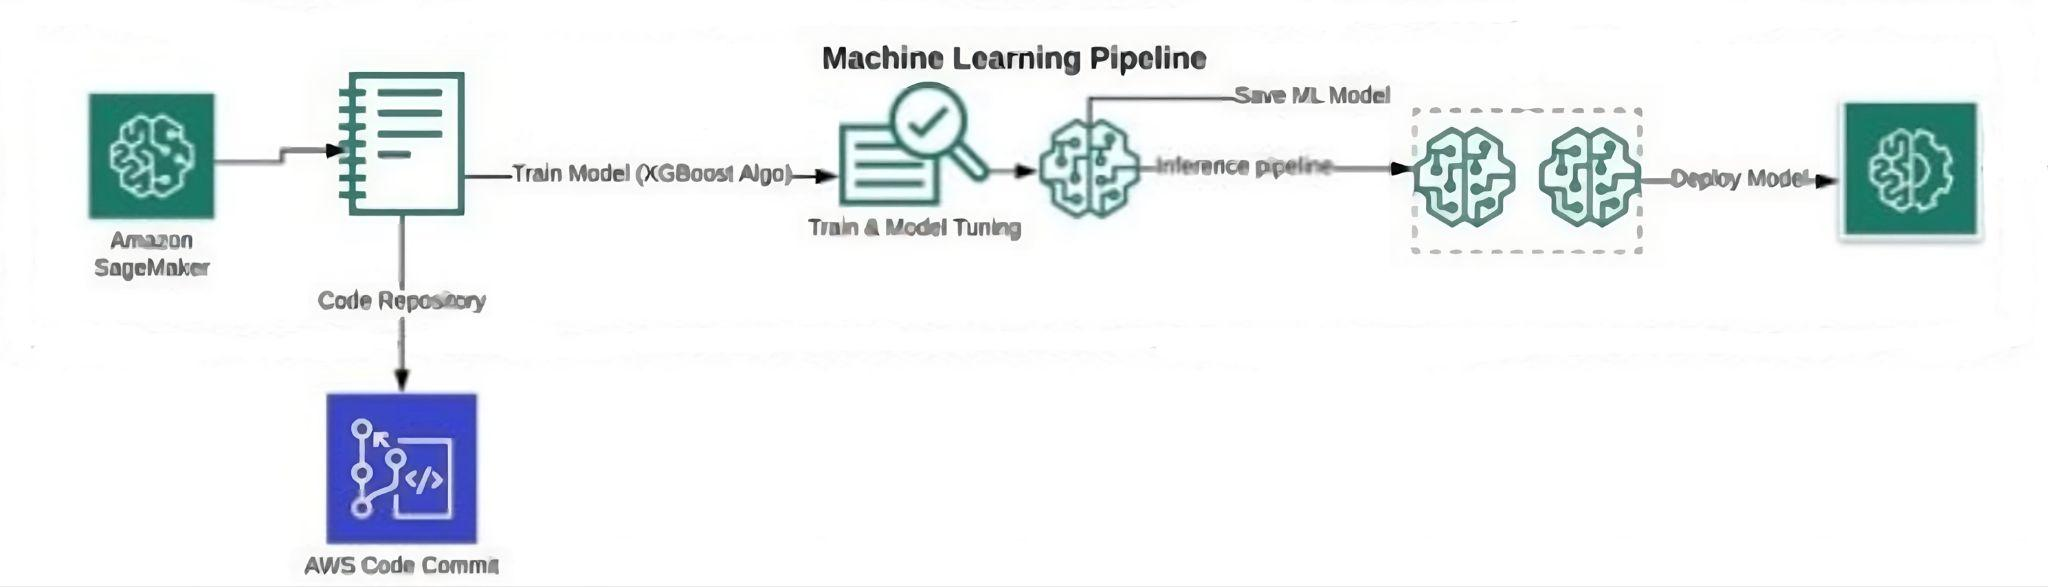 Machine Learning Pipeline
Save ML Model
Train Model (XGBoost Algo)
Inference pipeline
Deploy Model
Train & Model Tuning
Amazon
SageMaker
Code Repository
AWS Code